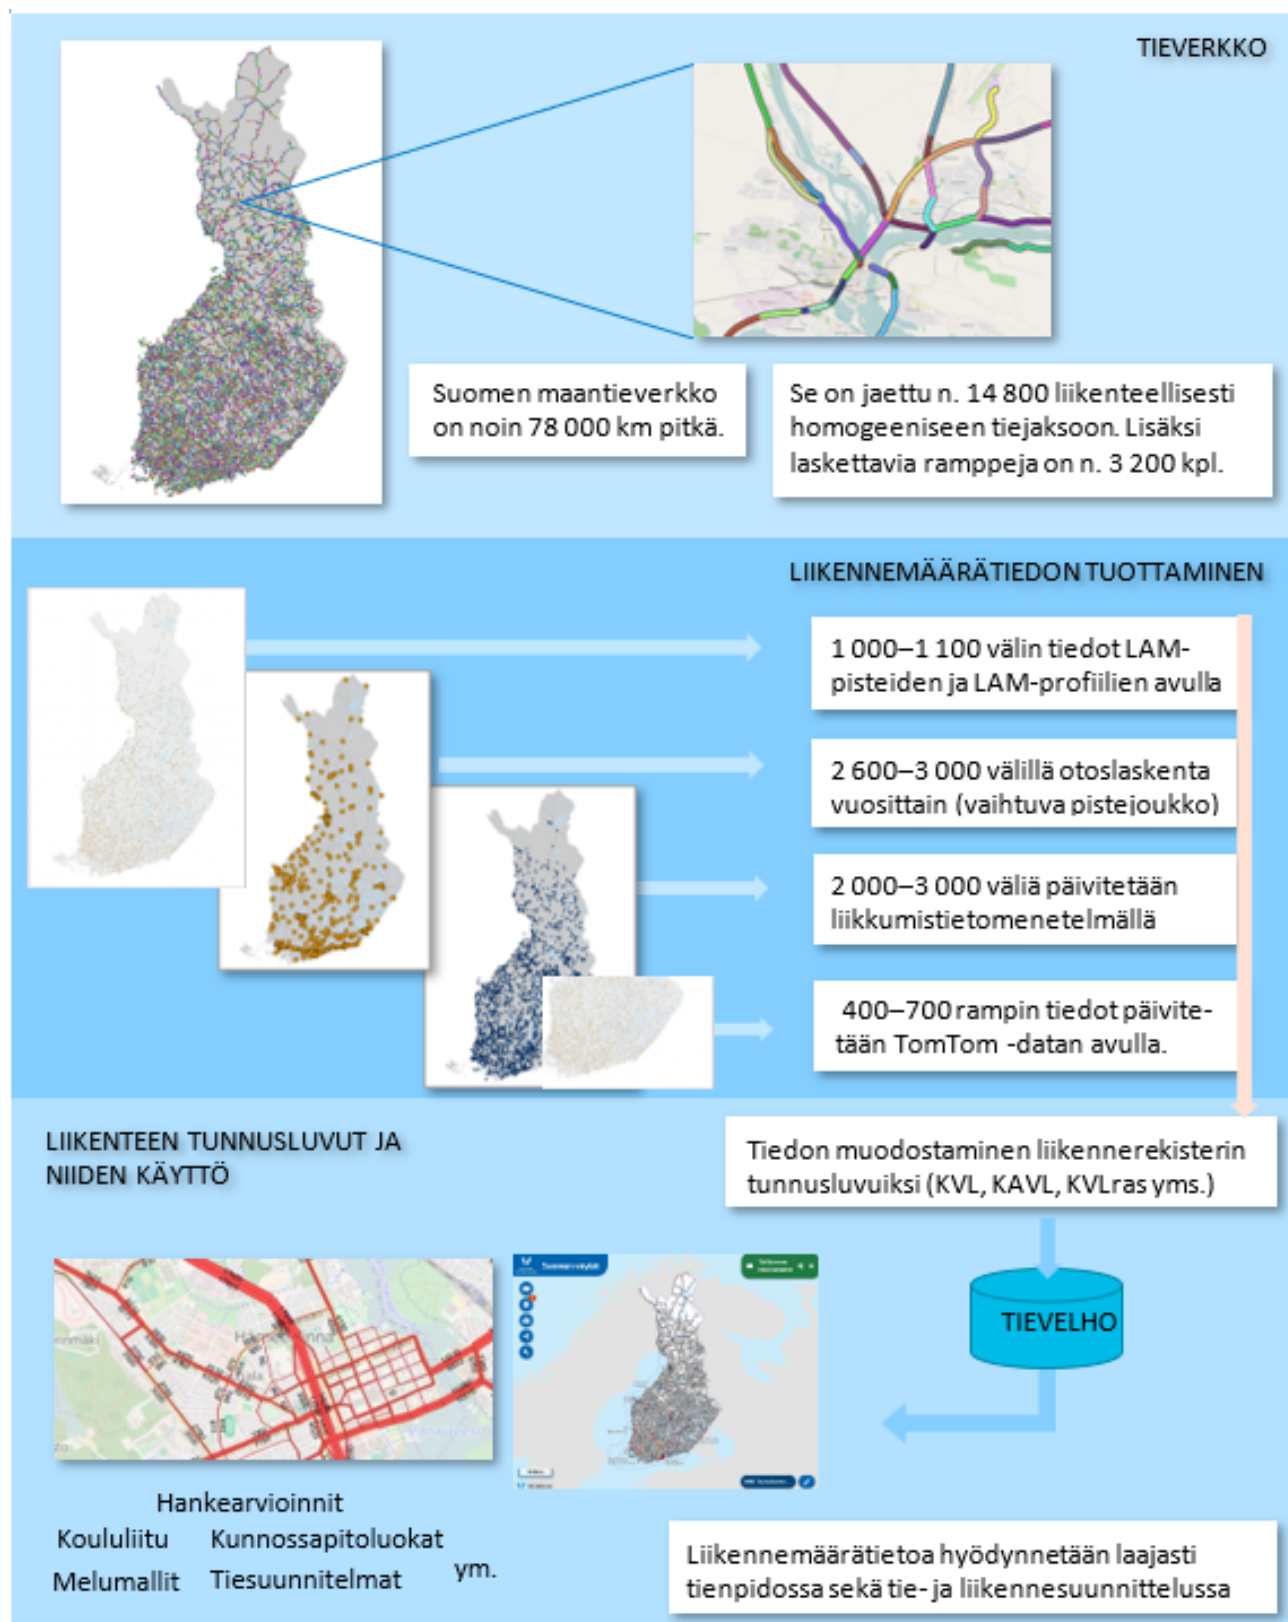 TIEVERKKO
Suomen maantieverkko
on noin 78 000 km pitkä.
Se on jaettu n. 14 800 liikenteellisesti
homogeeniseen tiejaksoon. Lisäksi
laskettavia ramppeja on n. 3 200 kpl.
LIIKENNEMÄÄRÄTIEDON TUOTTAMINEN
1 000–1 100 välin tiedot LAM-
pisteiden ja LAM-profiilien avulla
2 600–3 000 välillä otoslaskenta
vuosittain (vaihtuva pistejoukko)
2 000–3 000 väliä päivitetään
liikkumistietomenetelmällä
400–700 rampin tiedot päivite-
tään TomTom -datan avulla.
LIIKENTEEN TUNNUSLUVUT JA
NIIDEN KÄYTTÖ
Tiedon muodostaminen liikennerekisterin
tunnusluvuiksi (KVL, KAVL, KVLras yms.)
TIEVELHO
Suomen väylät
Hankearvioinnit
Koululiitu Kunnossapitoluokat
Melumallit Tiesuunnitelmat ym.
Liikennemäärätietoa hyödynnetään laajasti
tienpidossa sekä tie- ja liikennesuunnittelussa